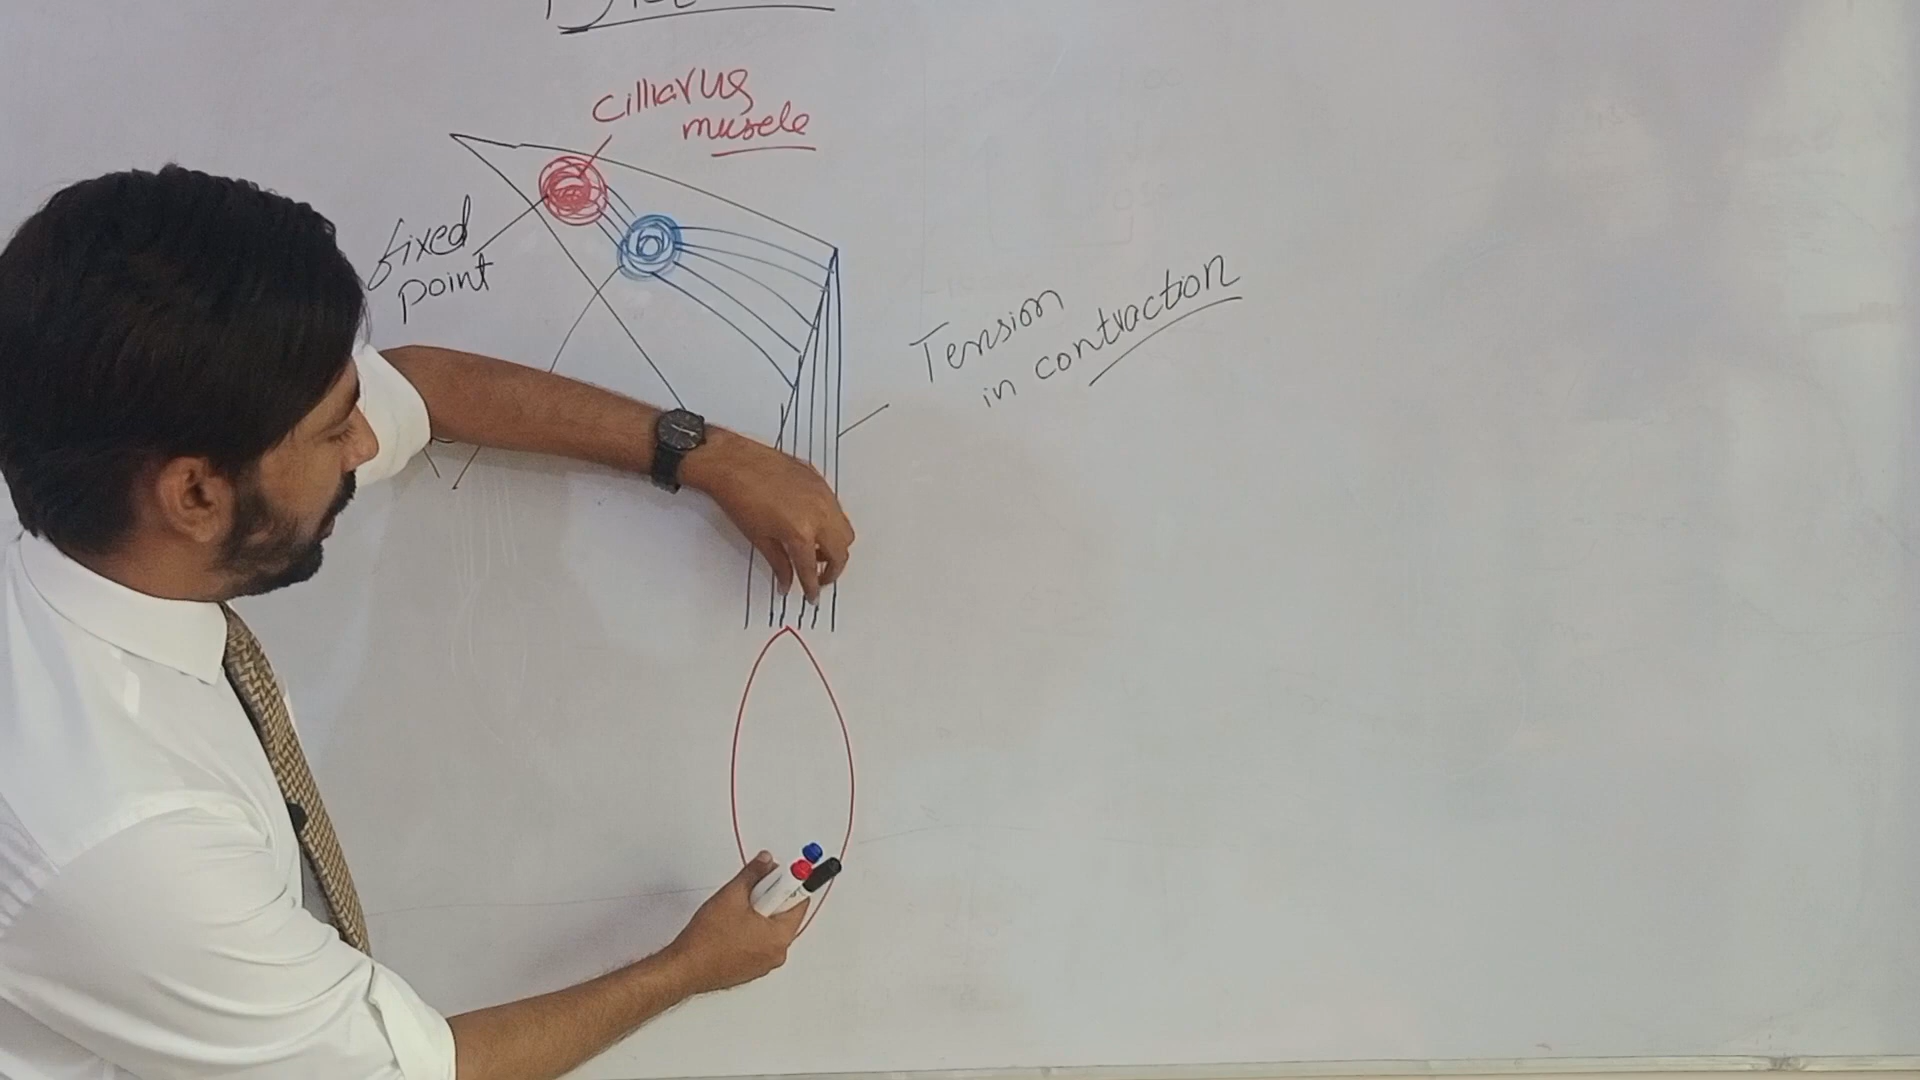 cilliarus
muscle
fixed
point
Tension
in contraction